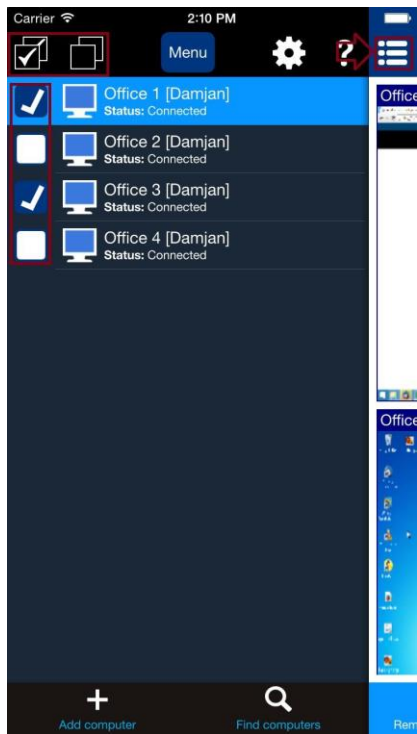 Carrier 2:10 PM
Menu ?
Office 1 [Damjan]
Status: Connected
Office 2 [Damjan]
Status: Connected
Office 3 [Damjan]
Status: Connected
Office 4 [Damjan]
Status: Connected
Office
Office
Add computer
Find computers
Rem